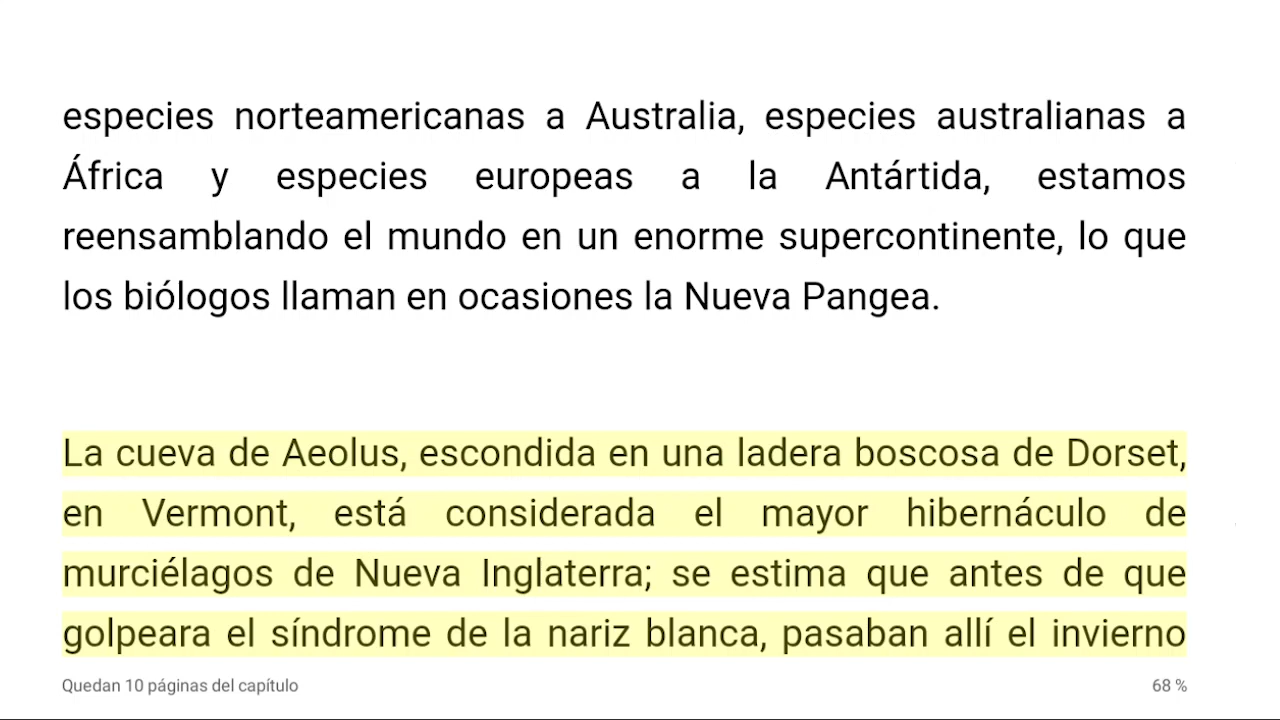 especies norteamericanas a Australia, especies australianas a
África y especies europeas a la Antártida, estamos
reensamblando el mundo en un enorme supercontinente, lo que
los biólogos llaman en ocasiones la Nueva Pangea.
La cueva de Aeolus, escondida en una ladera boscosa de Dorset,
en Vermont, está considerada el mayor hibernáculo de
murciélagos de Nueva Inglaterra; se estima que antes de que
golpeara el síndrome de la nariz blanca, pasaban allí el invierno
Quedan 10 páginas del capítulo
68 %